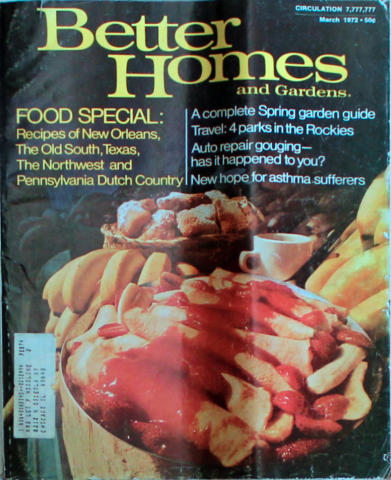 CIRCULATION 7,777,777
March 1972 • 50¢
Better
Homes
and Gardens®
FOOD SPECIAL:
Recipes of New Orleans,
The Old South, Texas,
The Northwest and
Pennsylvania Dutch Country
A complete Spring garden guide
Travel: 4 parks in the Rockies
Auto repair gouging—
has it happened to you?
New hope for asthma sufferers